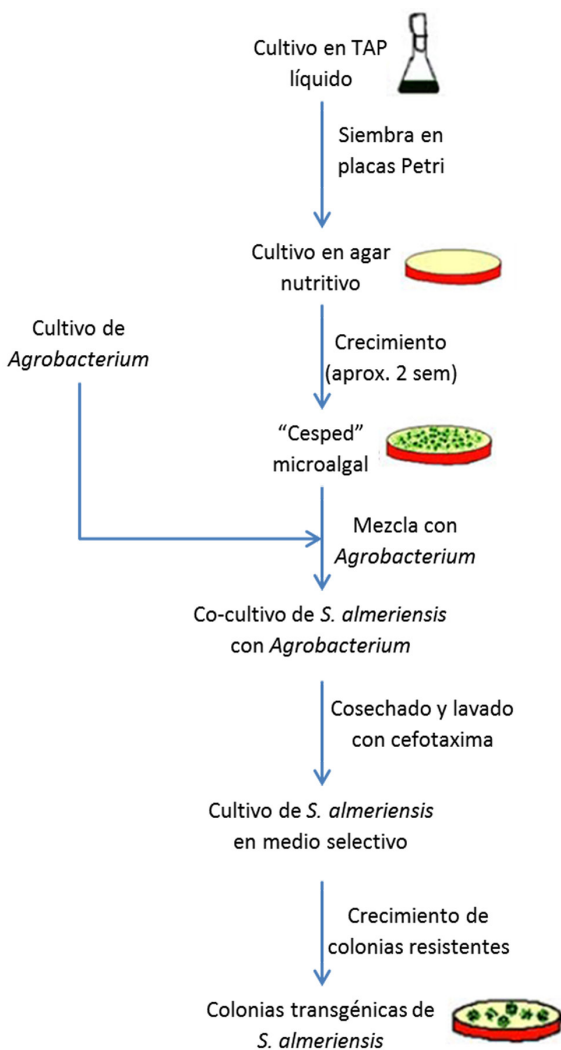 Cultivo en TAP
líquido
Siembra en
placas Petri
Cultivo en agar
nutritivo
Cultivo de
Agrobacterium
Crecimiento
(aprox. 2 sem)
“Cesped”
microalgal
Mezcla con
Agrobacterium
Co-cultivo de S. almeriensis
con Agrobacterium
Cosechado y lavado
con cefotaxima
Cultivo de S. almeriensis
en medio selectivo
Crecimiento de
colonias resistentes
Colonias transgénicas de
S. almeriensis